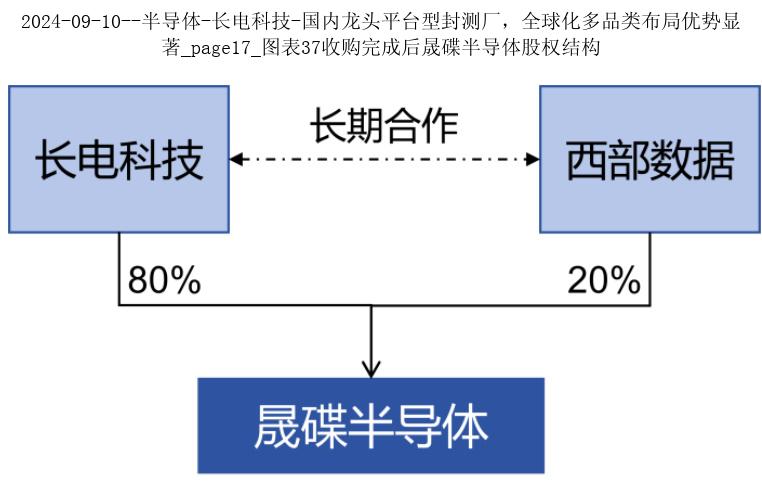 2024-09-10--半导体-长电科技-国内龙头平台型封测厂，全球化多品类布局优势显
著_page17_图表37收购完成后晟碟半导体股权结构
长期合作
长电科技
西部数据
80%
20%
晟碟半导体